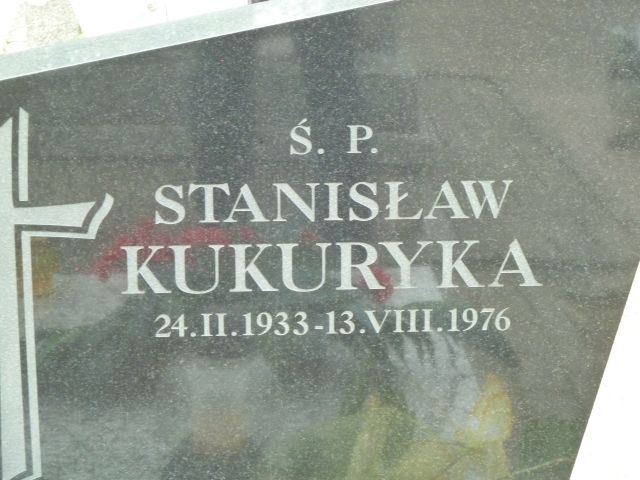 Ś. P.
STANISŁAW
KUKURYKA
24.II.1933-13.VIII.1976